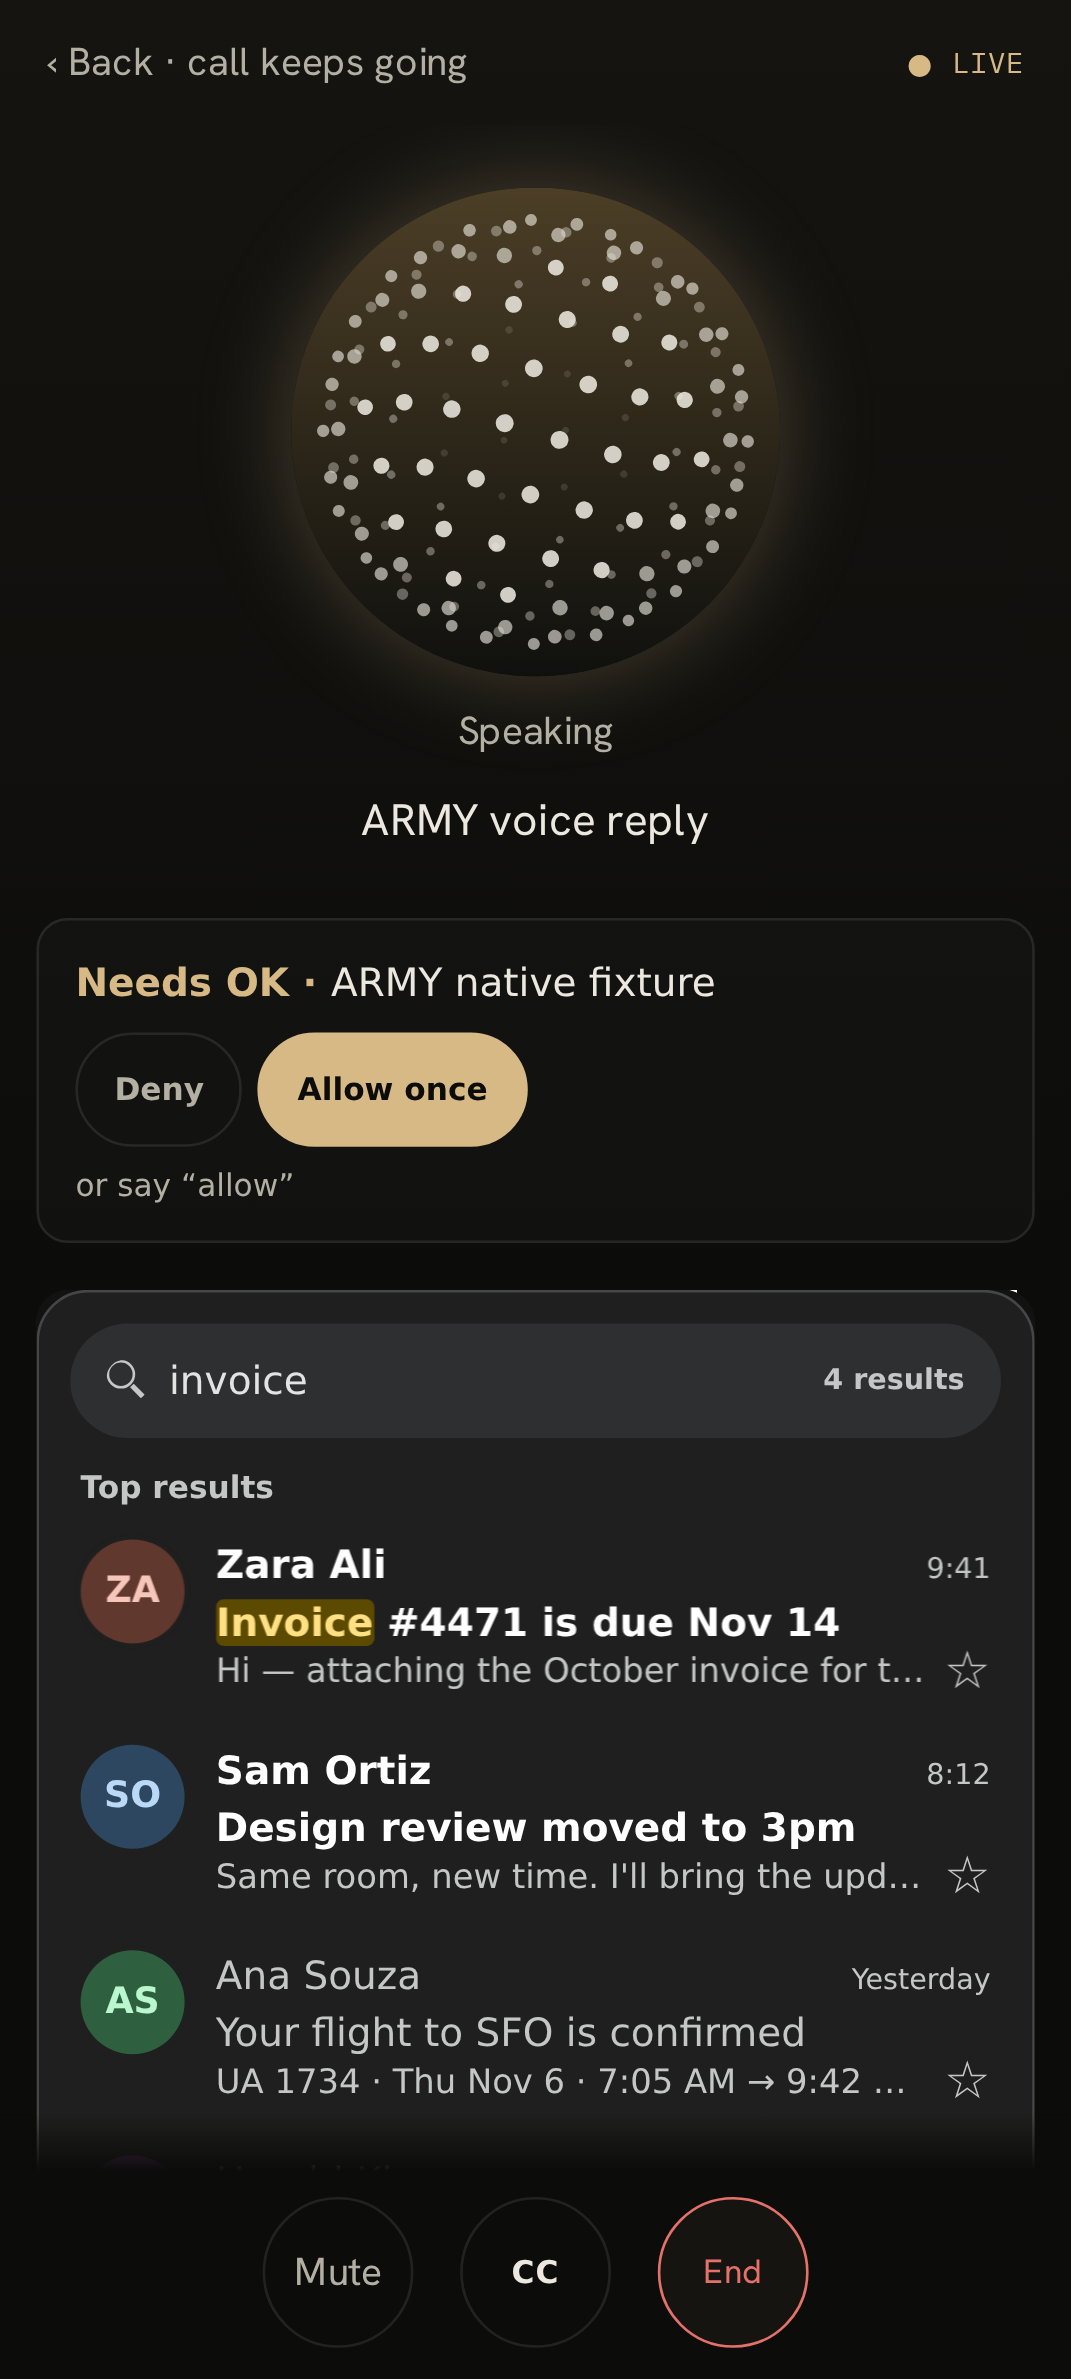 ‹ Back · call keeps going
● LIVE
Speaking
ARMY voice reply
Needs OK · ARMY native fixture
Deny
Allow once
or say “allow”
invoice
4 results
Top results
ZA
Zara Ali
9:41
Invoice #4471 is due Nov 14
Hi — attaching the October invoice for t…
SO
Sam Ortiz
8:12
Design review moved to 3pm
Same room, new time. I'll bring the upd…
AS
Ana Souza
Yesterday
Your flight to SFO is confirmed
UA 1734 · Thu Nov 6 · 7:05 AM → 9:42 …
Mute
CC
End